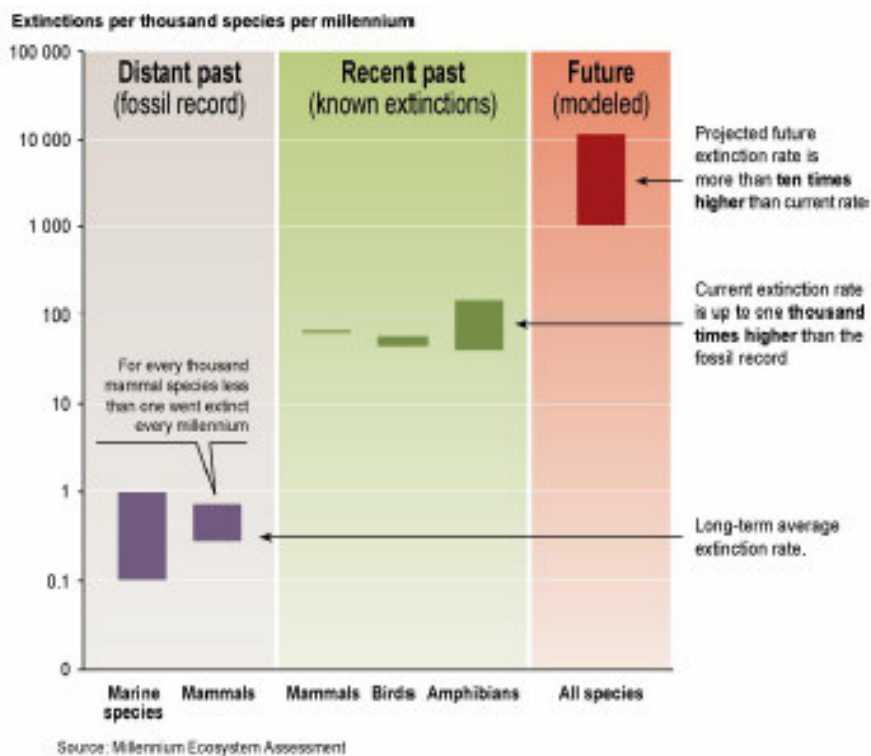 Extinctions per thousand species per millennium
100 000
10 000
1 000
100
10
1
0.1
0
Distant past
(fossil record)
Recent past
(known extinctions)
Future
(modeled)
For every thousand
mammal species less
than one went extinct
every millennium
Projected future
extinction rate is
more than ten times
higher than current rate
Current extinction rate
is up to one thousand
times higher than the
fossil record
Long-term average
extinction rate.
Marine
species
Mammals
Mammals
Birds
Amphibians
All species
Source: Millennium Ecosystem Assessment